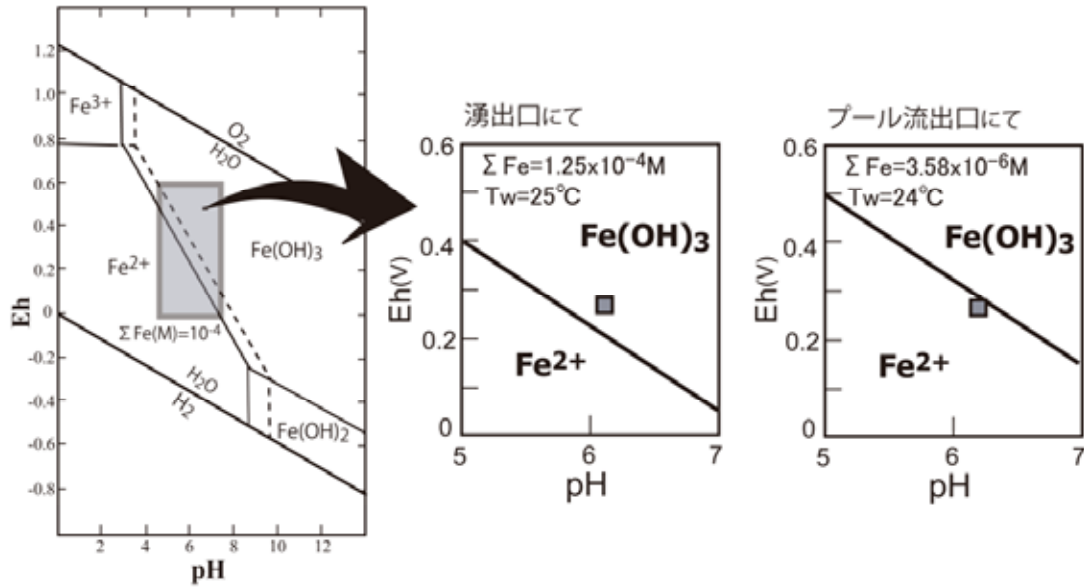 1.2
1.0
0.8
0.6
0.4
0.2
0
-0.2
-0.4
-0.6
-0.8
Eh
Fe3+
O2
H2O
Fe2+
Fe(OH)3
Σ Fe(M)=10-4
H2O
H2
Fe(OH)2
2 4 6 8 10 12
pH
湧出口にて
Σ Fe=1.25x10-4M
Tw=25℃
Fe(OH)3
Fe2+
0.6
0.4
0.2
0
Eh(V)
5 6 7
pH
プール流出口にて
Σ Fe=3.58x10-6M
Tw=24℃
Fe(OH)3
Fe2+
0.6
0.4
0.2
0
Eh(V)
5 6 7
pH